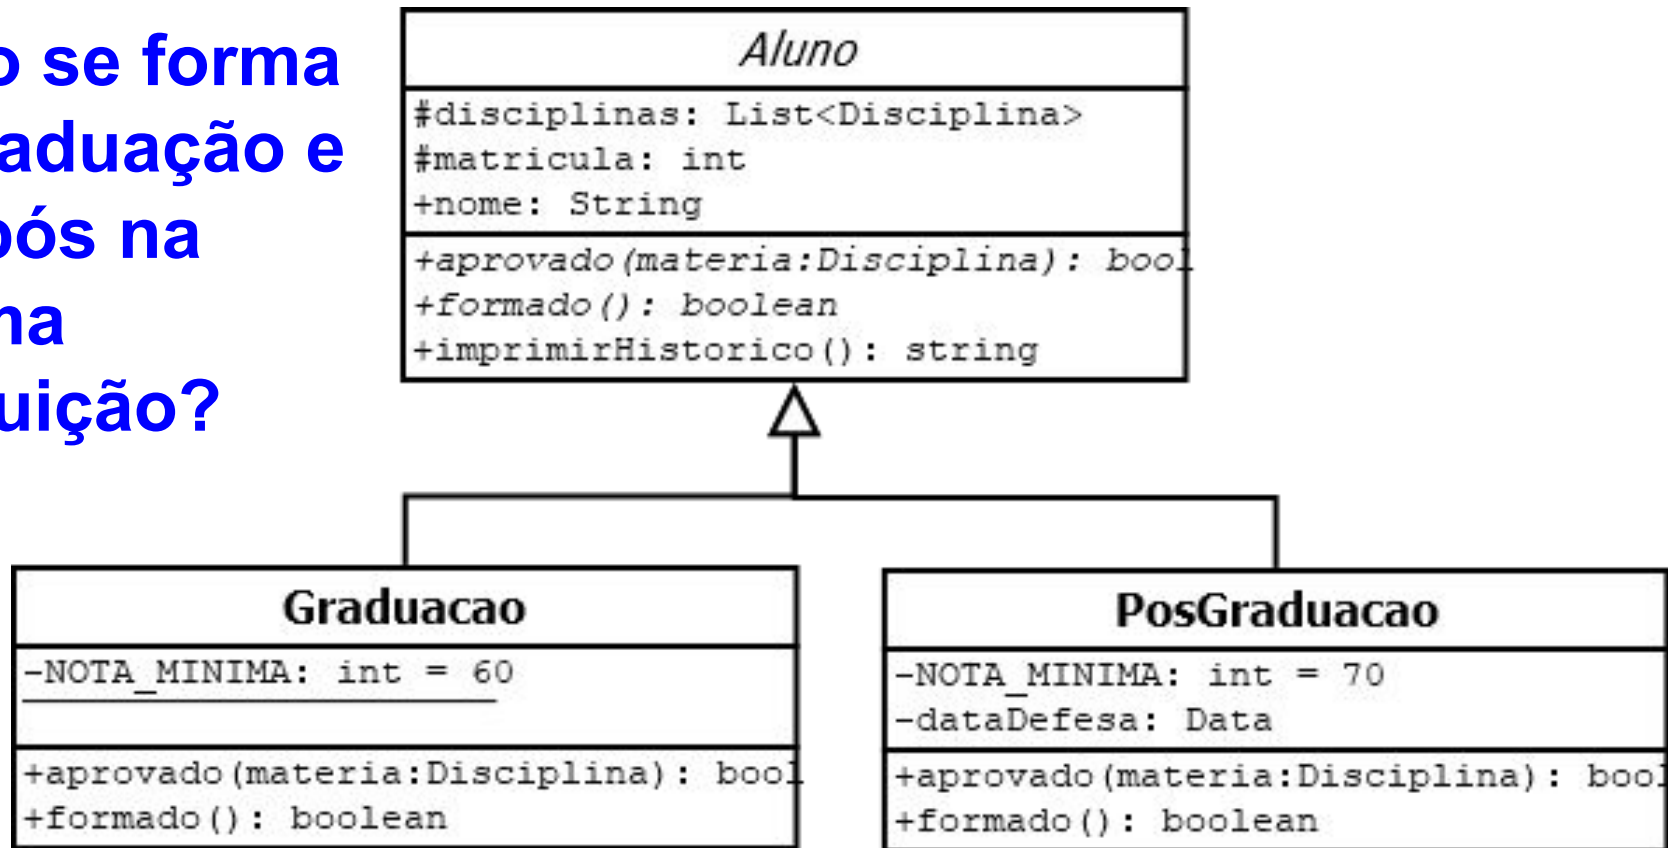 o se forma
aduação e
pós na
ma
uição?
Aluno
#disciplinas: List<Disciplina>
#matricula: int
+nome: String
+aprovado(materia:Disciplina): bool
+formado(): boolean
+imprimirHistorico(): string
Graduacao
-NOTA_MINIMA: int = 60
+aprovado(materia:Disciplina): bool
+formado(): boolean
PosGraduacao
-NOTA_MINIMA: int = 70
-dataDefesa: Data
+aprovado(materia:Disciplina): bool
+formado(): boolean